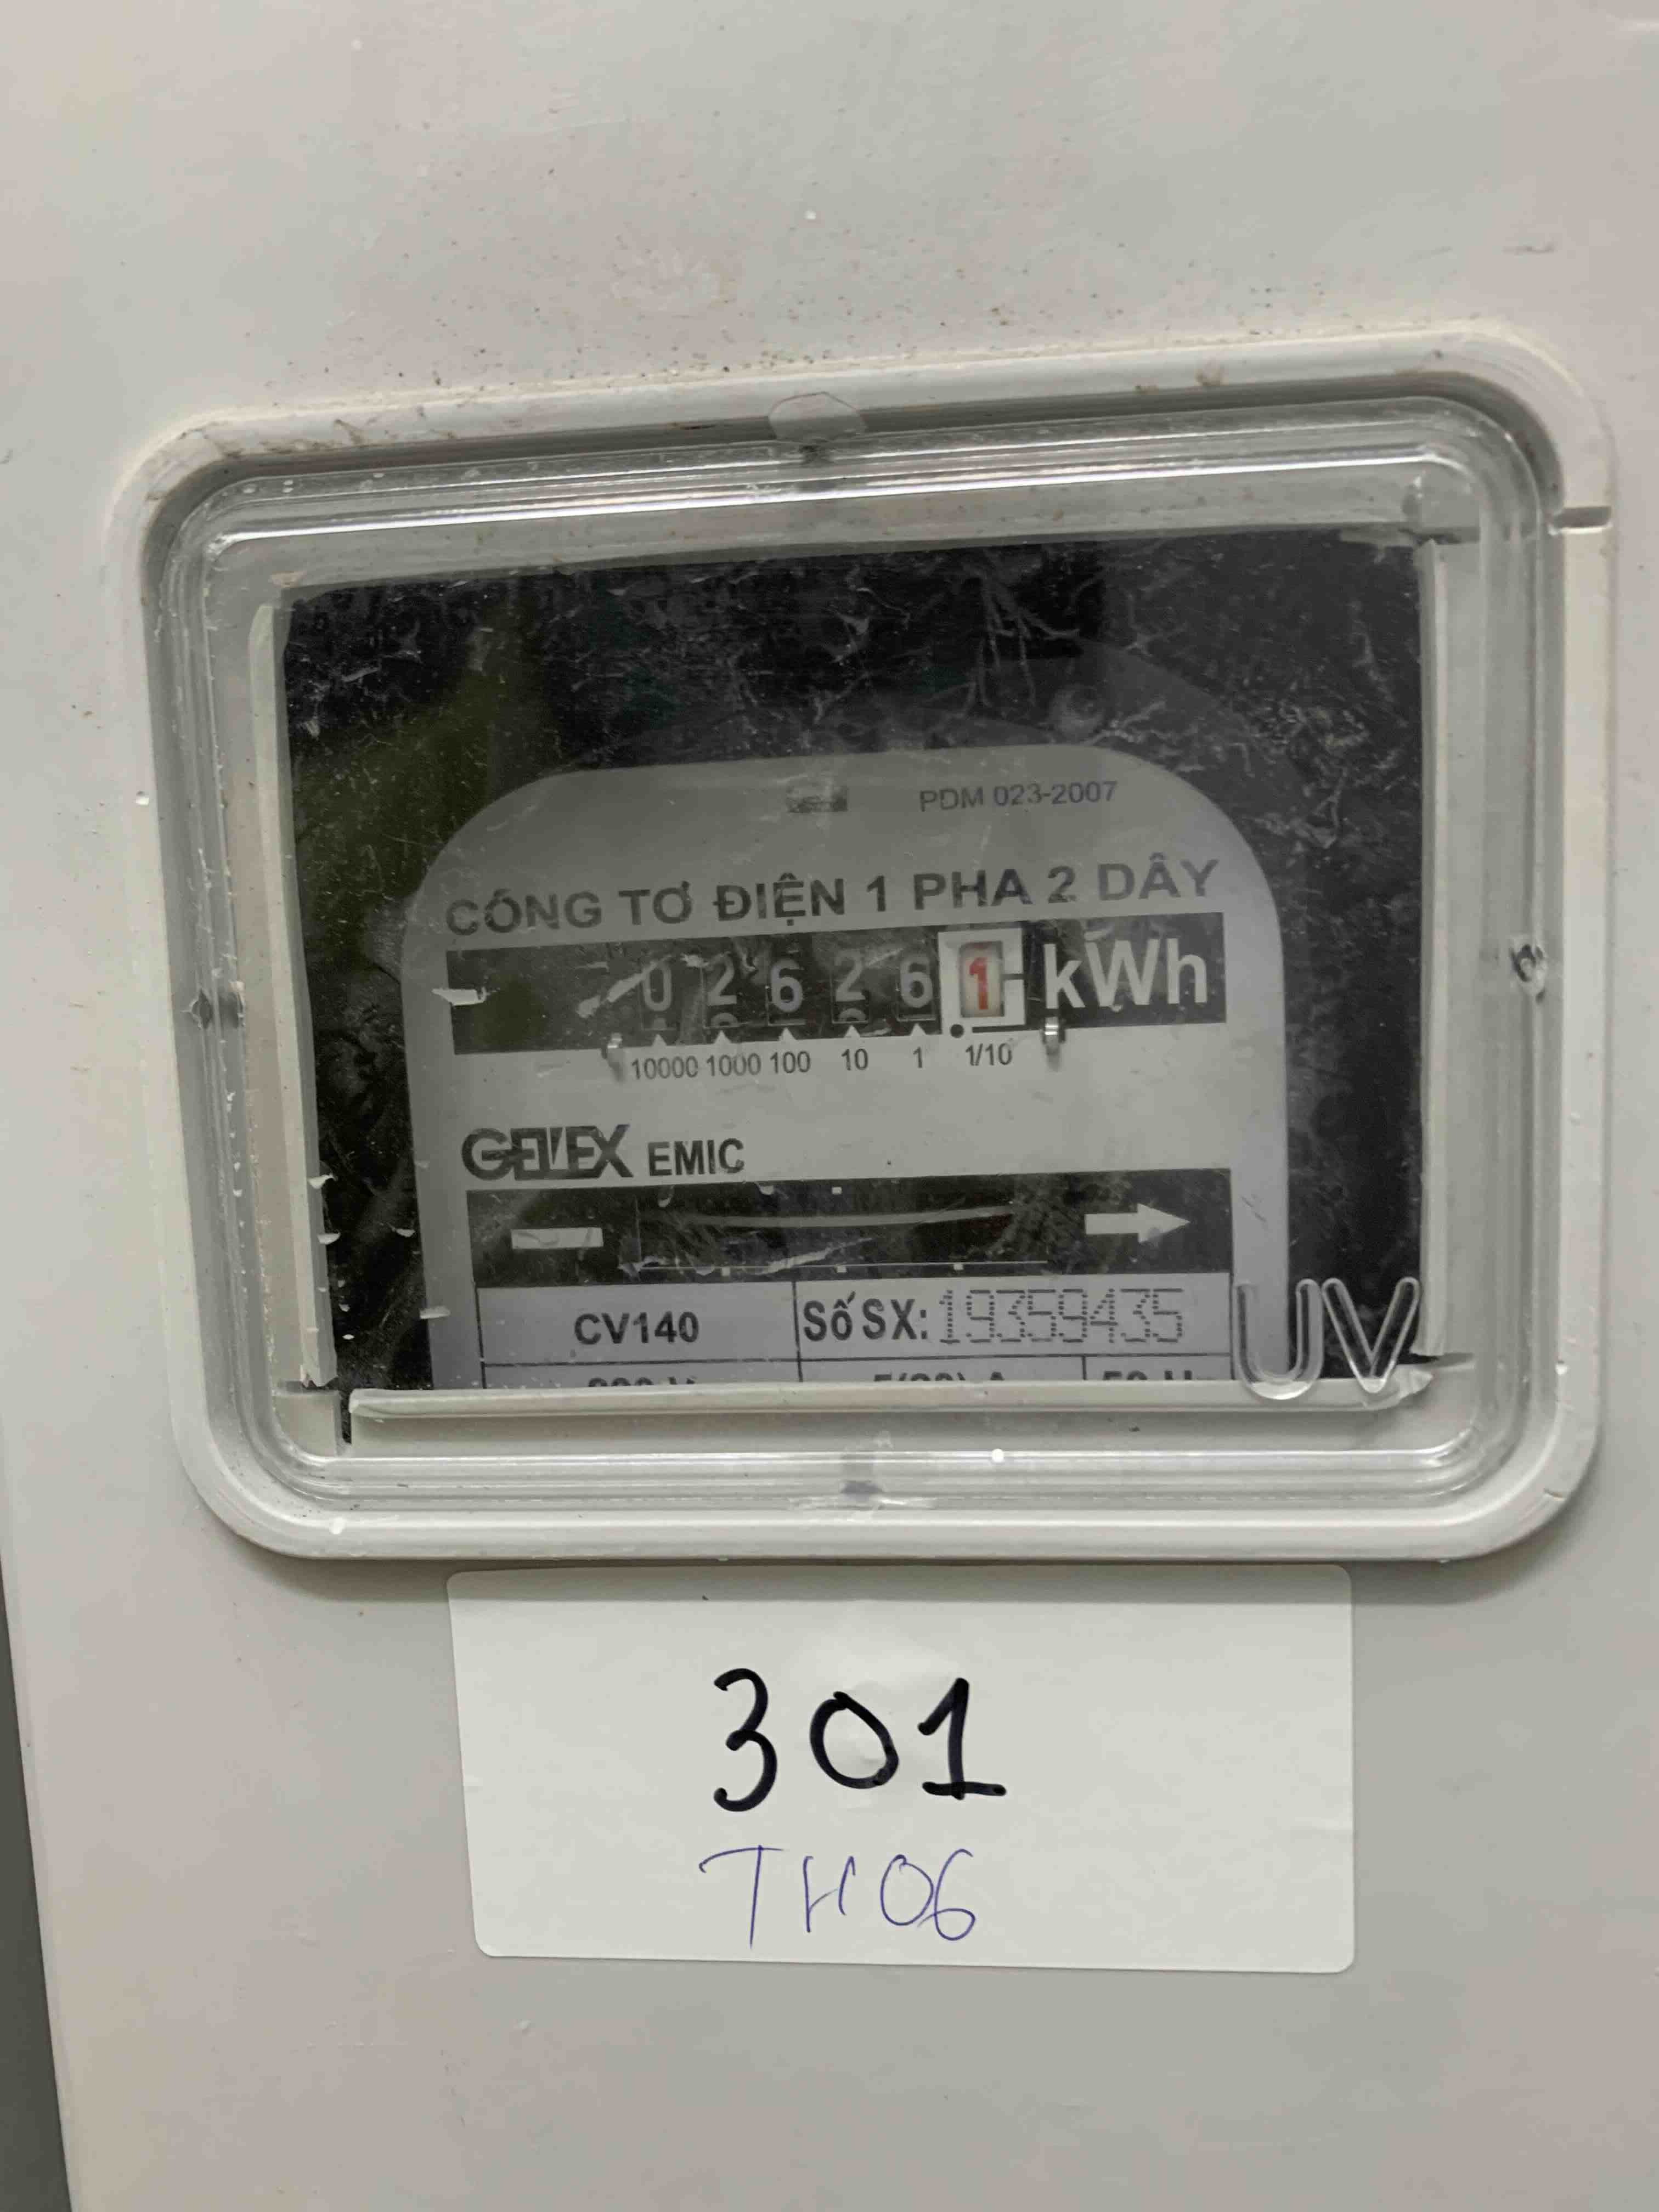 PDM 023-2007
CÔNG TƠ ĐIỆN 1 PHA 2 DÂY
0 2 6 2 6 1 kWh
10000 1000 100 10 1 1/10
GELEX EMIC
CV140 Số SX: 19359435
UV
301
TH06